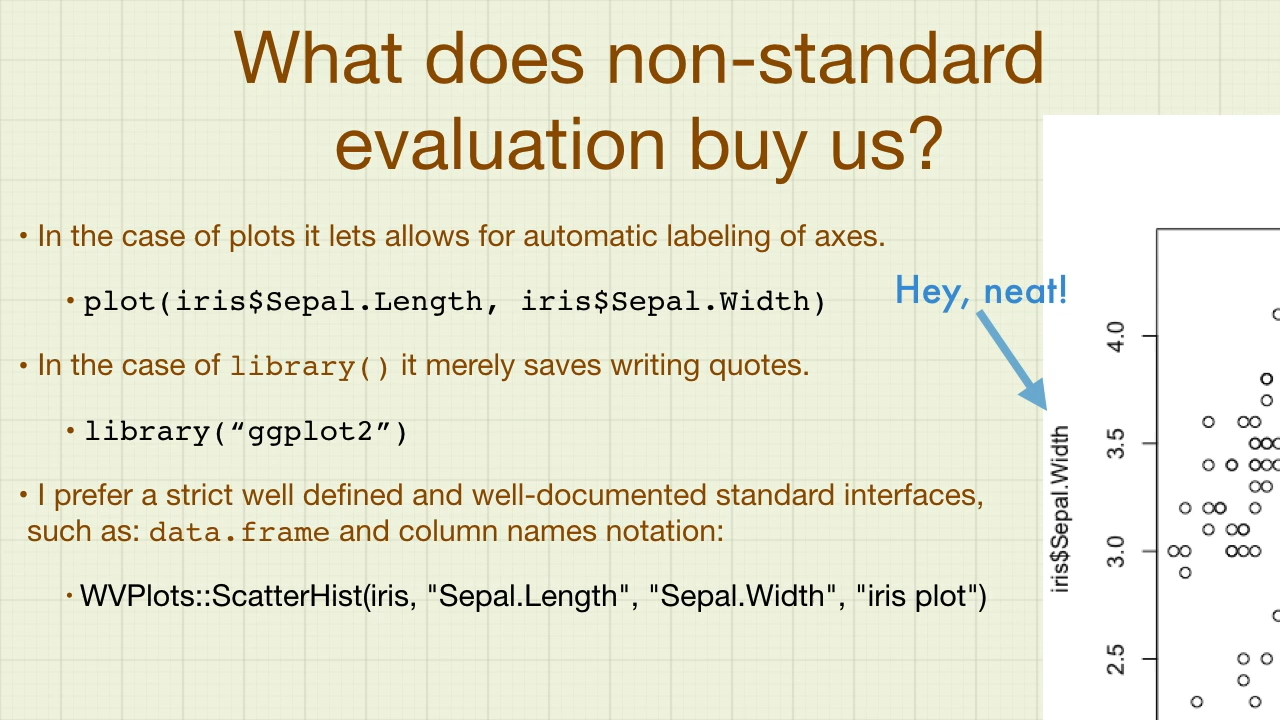 What does non-standard
evaluation buy us?
• In the case of plots it lets allows for automatic labeling of axes.
• plot(iris$Sepal.Length, iris$Sepal.Width)
Hey, neat!
• In the case of library() it merely saves writing quotes.
• library(“ggplot2”)
• I prefer a strict well defined and well-documented standard interfaces,
such as: data.frame and column names notation:
• WVPlots::ScatterHist(iris, "Sepal.Length", "Sepal.Width", "iris plot")
iris$Sepal.Width
4.0
3.5
3.0
2.5